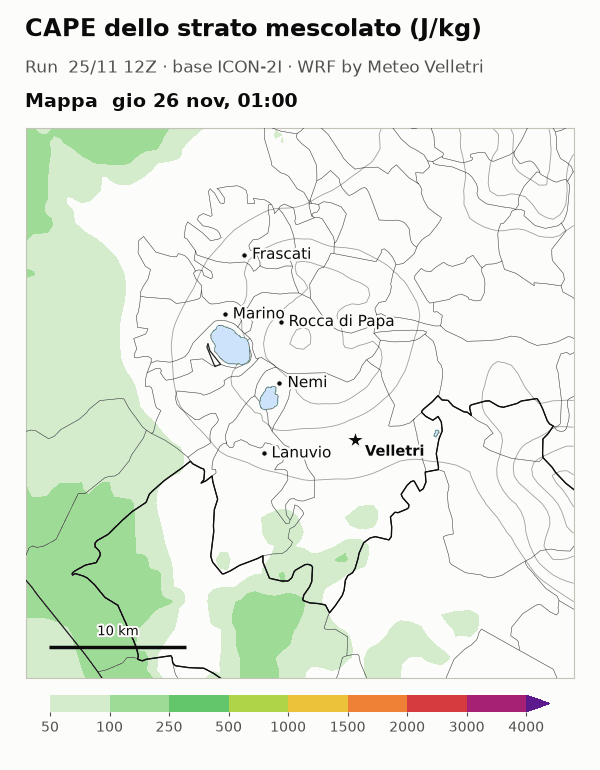 CAPE dello strato mescolato (J/kg)
Run  25/11 12Z · base ICON-2I · WRF by Meteo Velletri
Mappa  gio 26 nov, 01:00
Frascati
Marino
Rocca di Papa
Nemi
Velletri
Lanuvio
10 km
50 100 250 500 1000 1500 2000 3000 4000